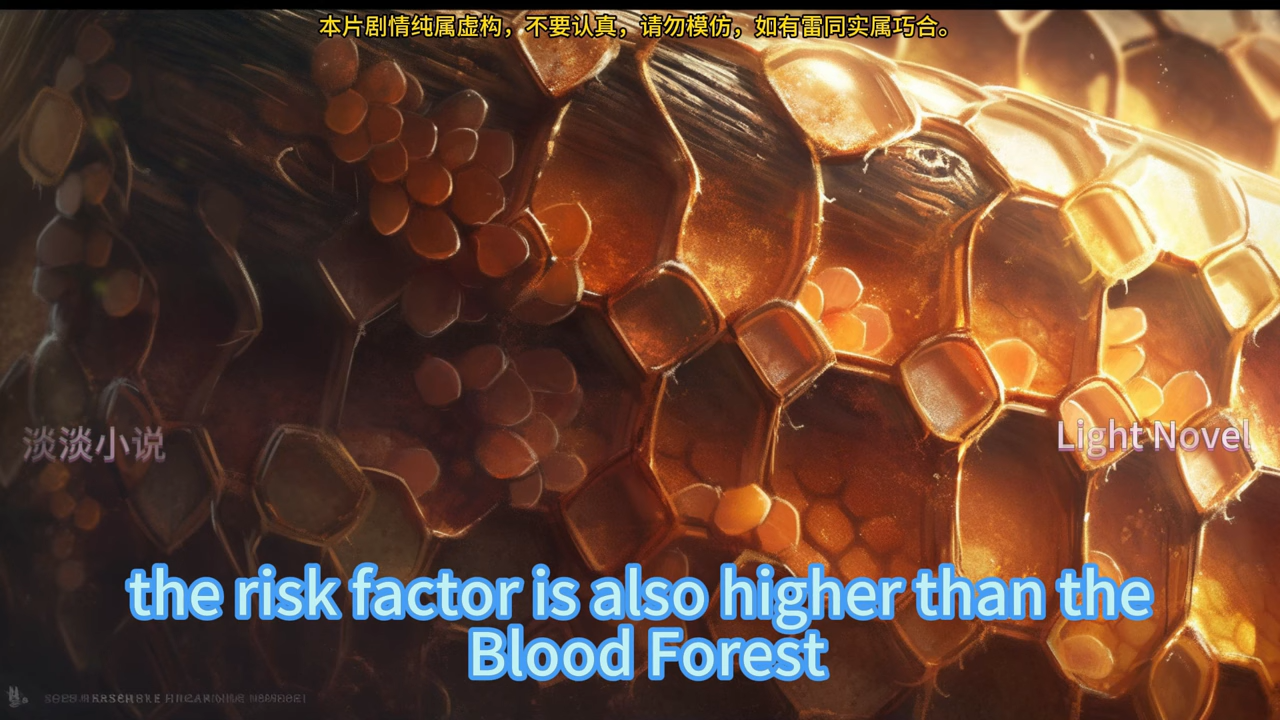 本片剧情纯属虚构，不要认真，请勿模仿，如有雷同实属巧合。
淡淡小说
Light Novel
the risk factor is also higher than the
Blood Forest